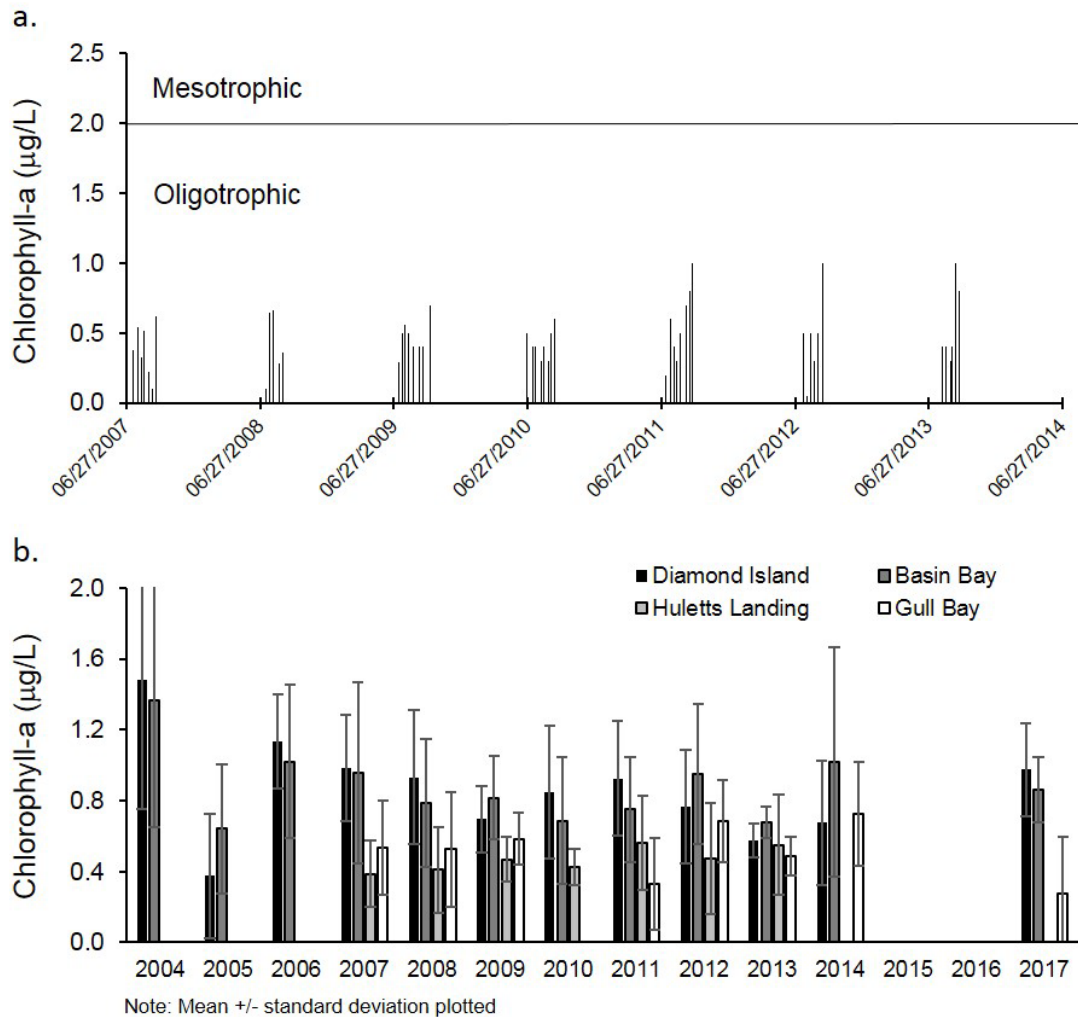 a.
Chlorophyll-a (µg/L)
2.5
2.0
1.5
1.0
0.5
0.0
Mesotrophic
Oligotrophic
06/27/2007
06/27/2008
06/27/2009
06/27/2010
06/27/2011
06/27/2012
06/27/2013
06/27/2014
b.
Chlorophyll-a (µg/L)
2.0
1.6
1.2
0.8
0.4
0.0
Diamond Island
Basin Bay
Huletts Landing
Gull Bay
2004 2005 2006 2007 2008 2009 2010 2011 2012 2013 2014 2015 2016 2017
Note: Mean +/- standard deviation plotted